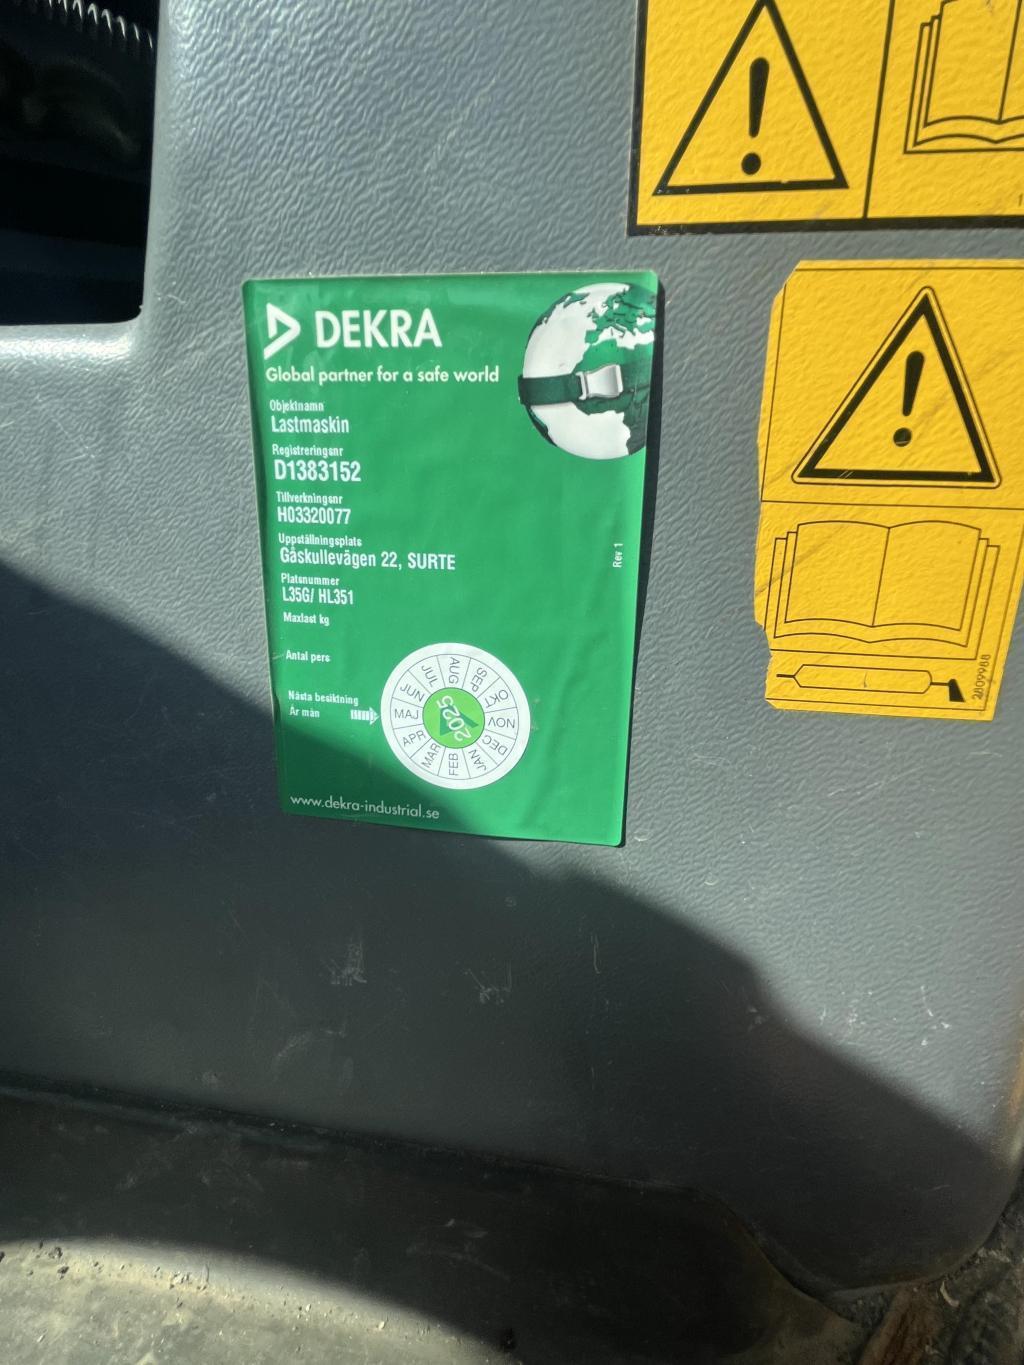 DEKRA
Global partner for a safe world
Objektnamn
Lastmaskin
Registreringsnr
D1383152
Tillverkningsnr
H03320077
Uppställningsplats
Gåskullevägen 22, SURTE
Platsnummer
L35G/ HL351
Maxlast kg
Antal pers
Nästa besiktning
År mån
JAN
FEB
MAR
APR
MAJ
JUN
JUL
AUG
SEP
OKT
NOV
DEC
2025
www.dekra-industrial.se
Rev 1
2809988